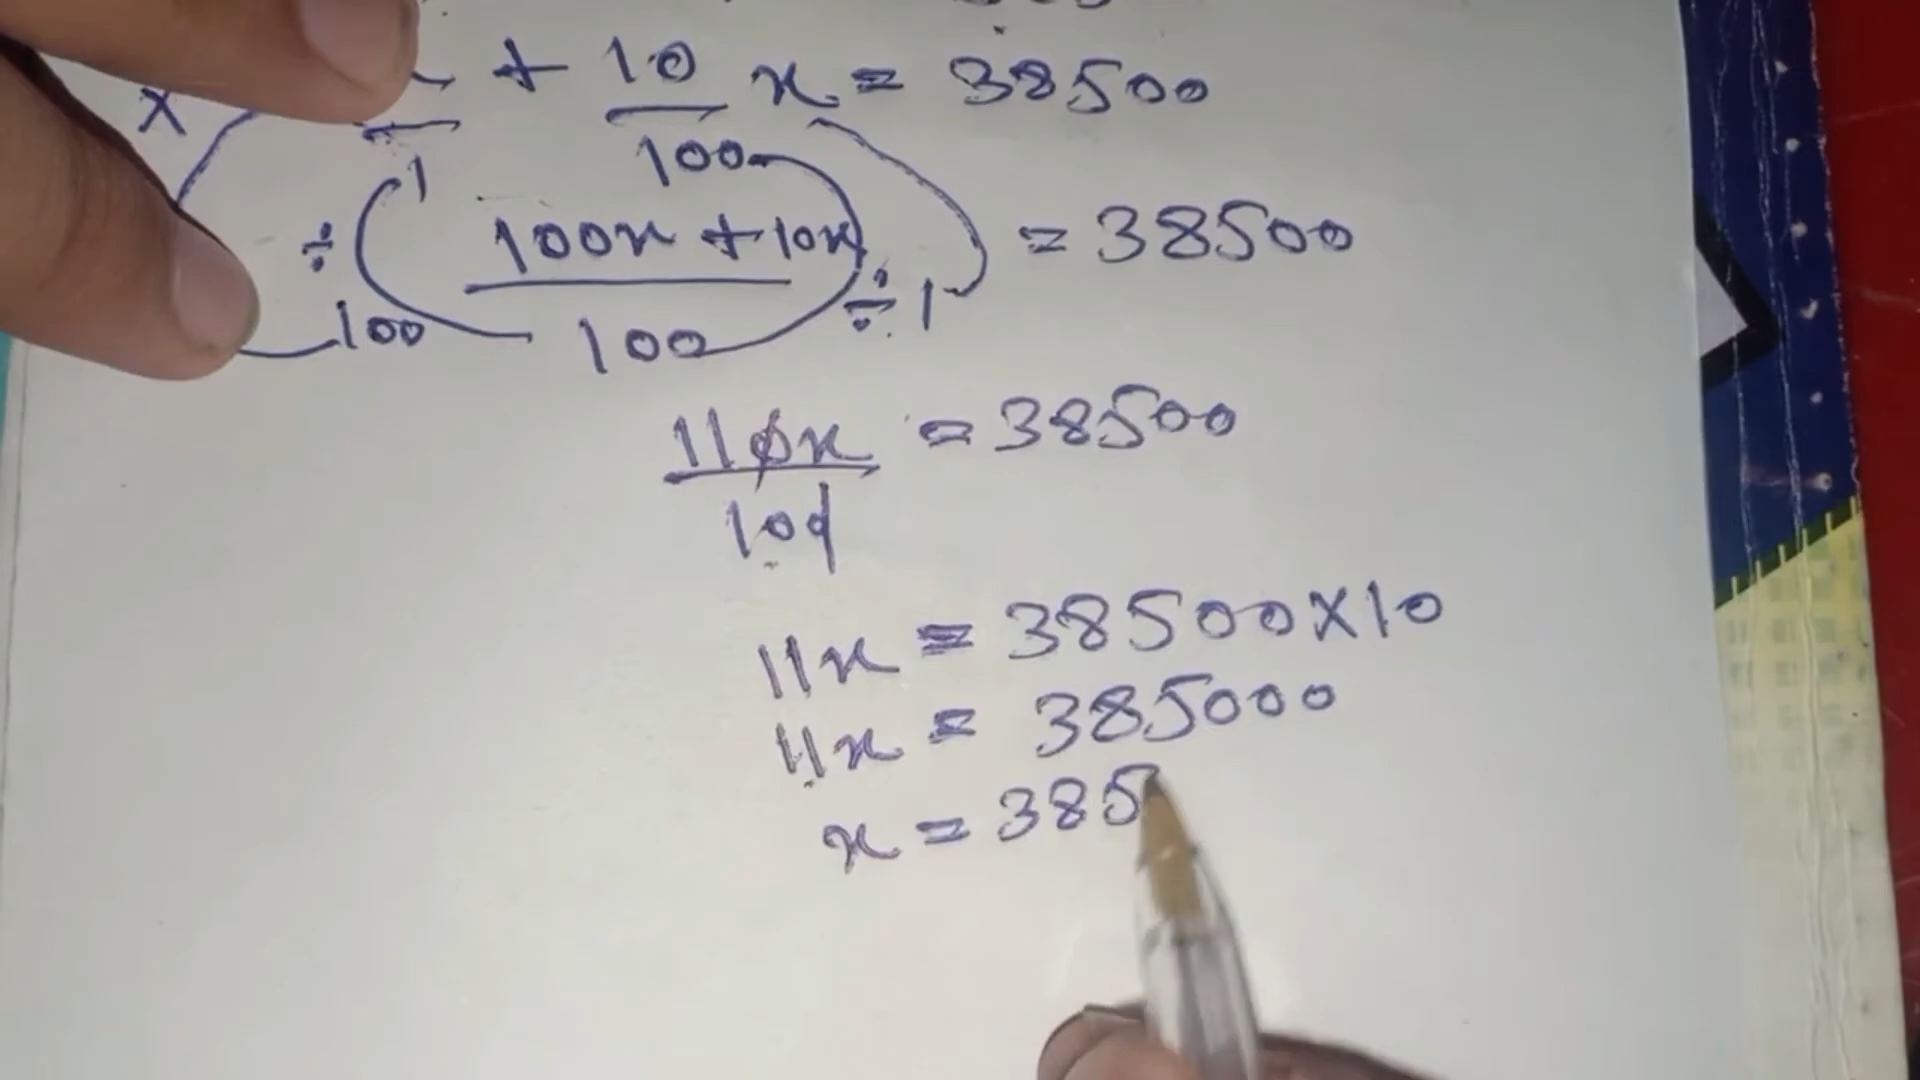 + 10/100 x = 38500
100x + 10x / 100 = 38500
÷ 1 100 ÷ 1
110x/100 = 38500
11x = 38500 x 10
11x = 385000
x = 385